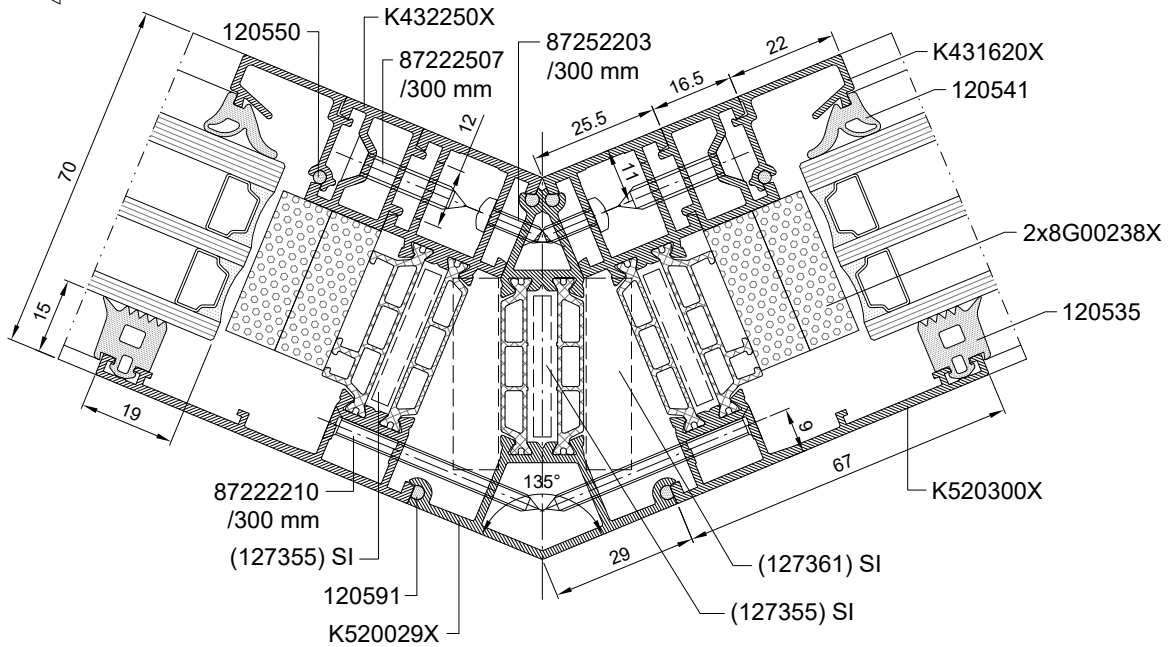 120550
K432250X
87222507
/300 mm
87252203
/300 mm
22
16.5
25.5
K431620X
120541
12
11
70
2x8G00238X
15
120535
19
9
67
135°
87222210
/300 mm
K520300X
(127355) SI
29
(127361) SI
120591
(127355) SI
K520029X